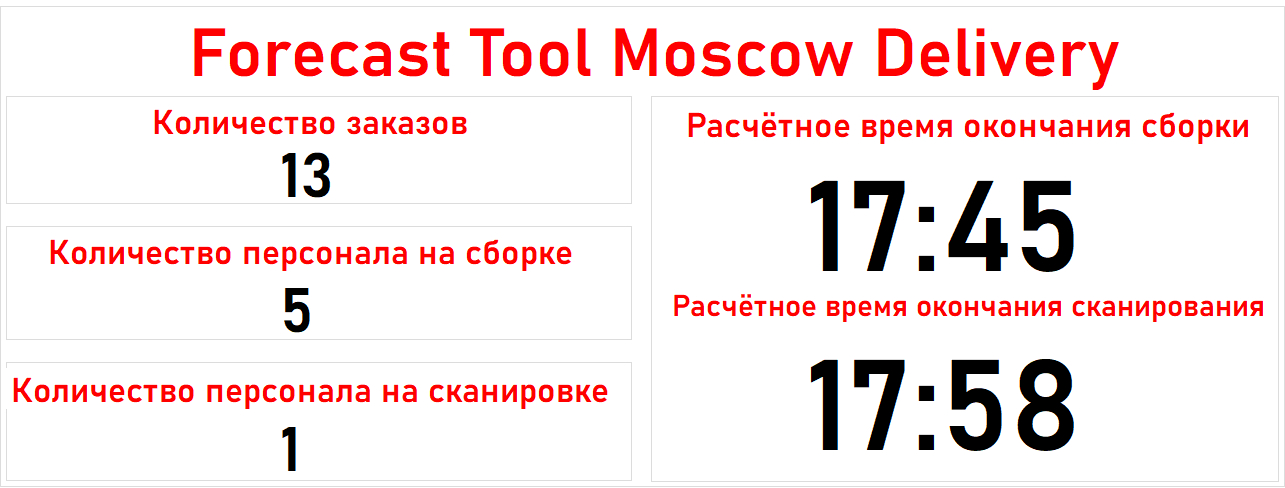 Forecast Tool Moscow Delivery
Количество заказов
13
Количество персонала на сборке
5
Количество персонала на сканировке
1
Расчётное время окончания сборки
17:45
Расчётное время окончания сканирования
17:58